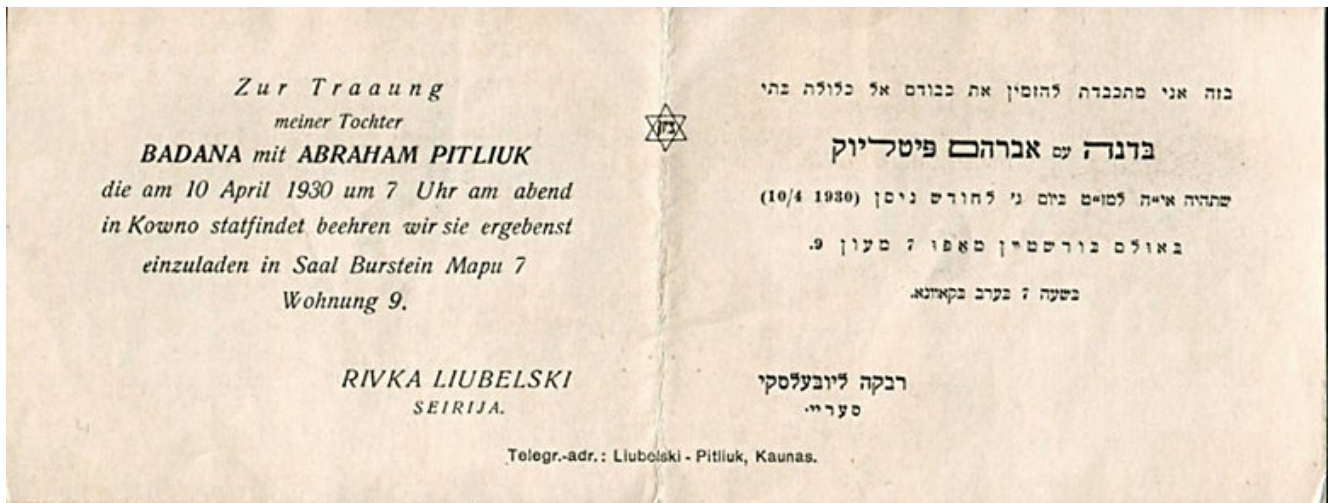 Zur Traaung
meiner Tochter
BADANA mit ABRAHAM PITLIUK
die am 10 April 1930 um 7 Uhr am abend
in Kowno statfindet beehren wir sie ergebenst
einzuladen in Saal Burstein Mapu 7
Wohnung 9.
RIVKA LIUBELSKI
SEIRIJA.
בזה אני מתכבדת להזמין את כבודם אל כלולת בתי
בדנה עם אברהם פיטליוק
שתהיה אי״ה למז״ט ביום ג׳ לחודש ניסן (10/4 1930)
באולם בורשטיין מאפו 7 מעון 9.
בשעה 7 בערב בקאוונא.
רבקה ליובעלסקי
סעריי.
Telegr.-adr.: Liubelski - Pitliuk, Kaunas.